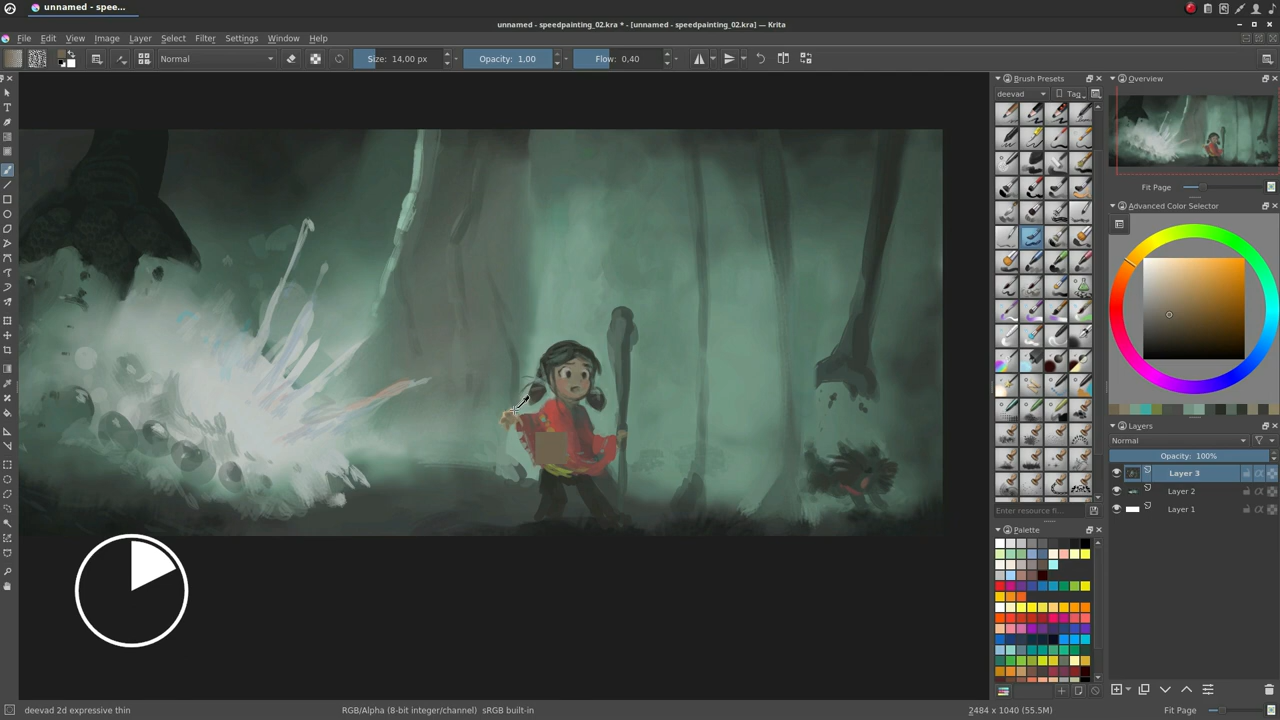 unnamed - spee...
unnamed - speedpainting_02.kra * - [unnamed - speedpainting_02.kra] — Krita
File Edit View Image Layer Select Filter Settings Window Help
Normal
Size: 14,00 px
Opacity: 1,00
Flow: 0,40
Brush Presets
deevad
Tag
Enter resource fi...
Palette
Overview
Fit Page
Advanced Color Selector
Layers
Normal
Opacity: 100%
Layer 3
Layer 2
Layer 1
deevad 2d expressive thin
RGB/Alpha (8-bit integer/channel) sRGB built-in
2484 x 1040 (55.5M)
Fit Page